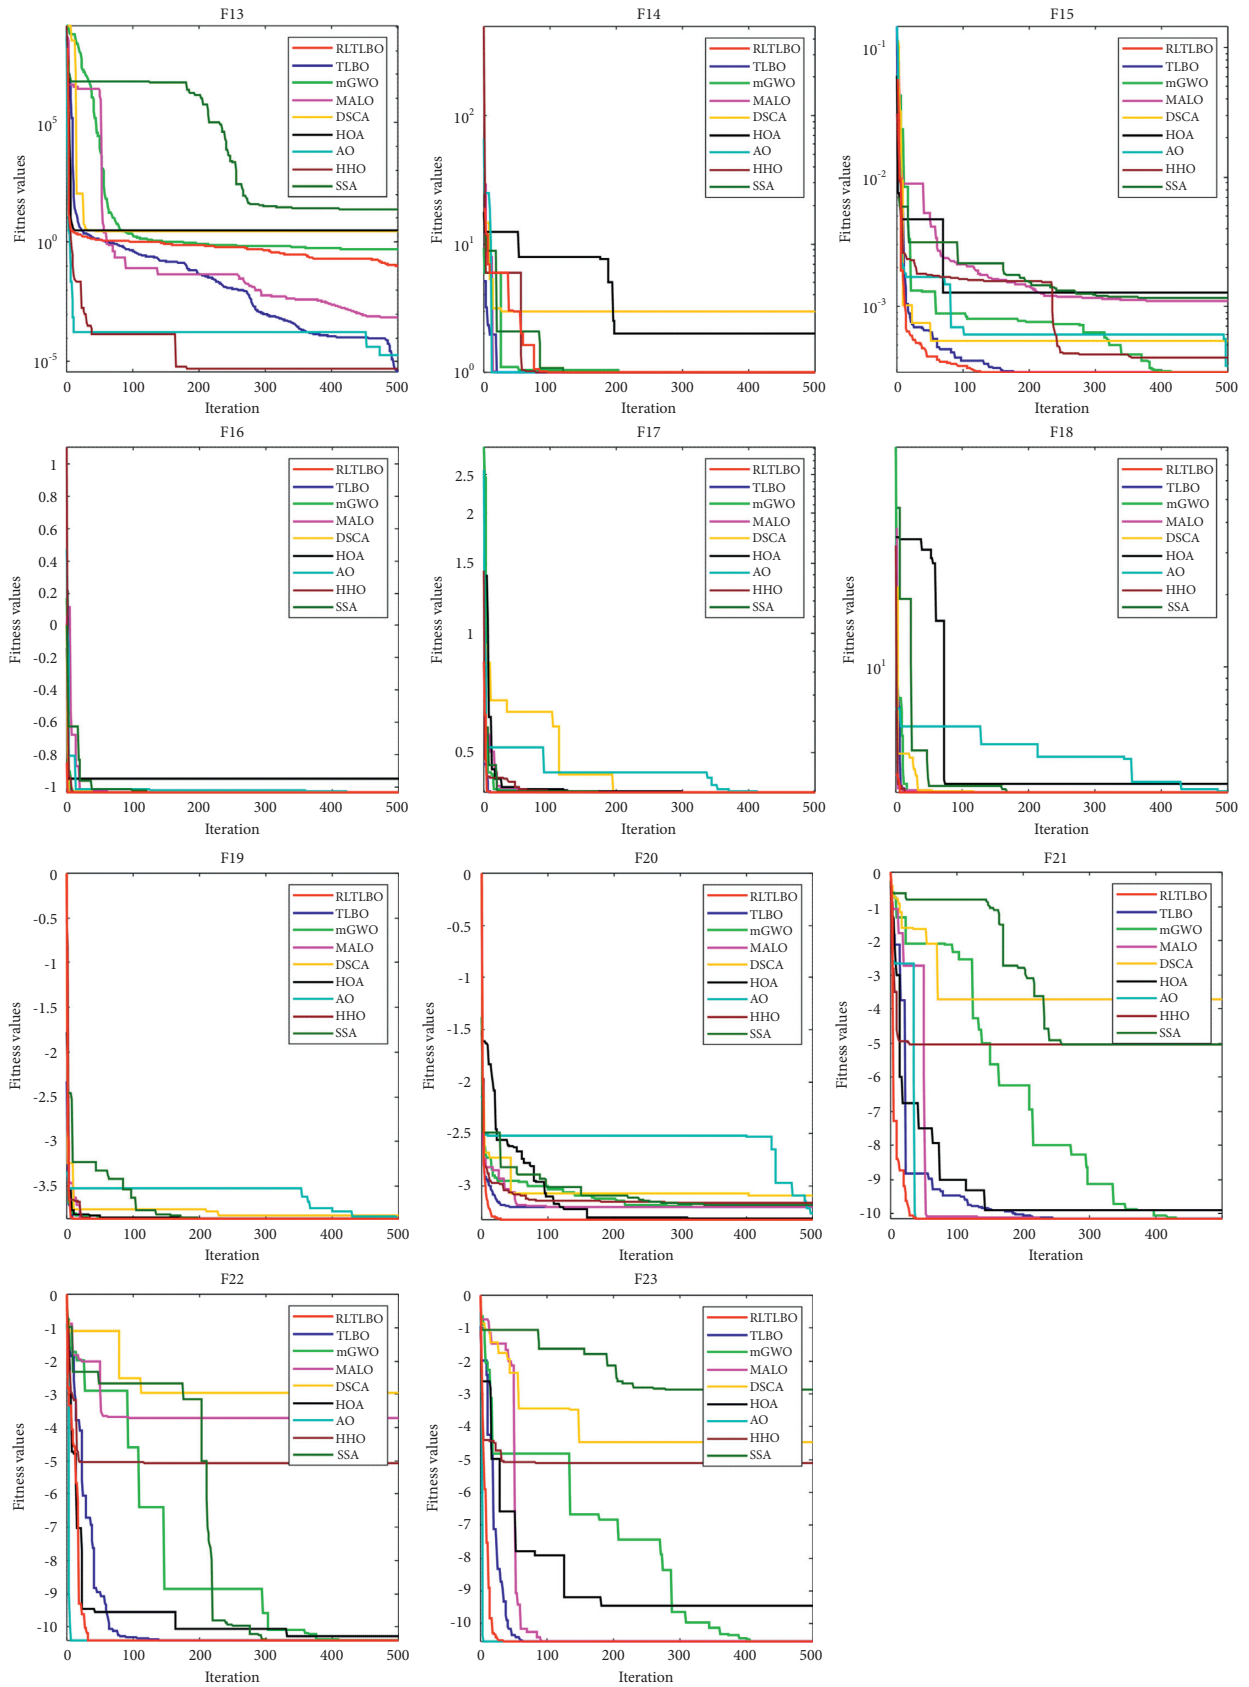 F13
Fitness values
10^5
10^0
10^-5
0 100 200 300 400 500
Iteration
RLTLBO
TLBO
mGWO
MALO
DSCA
HOA
AO
HHO
SSA
F14
Fitness values
10^2
10^1
10^0
0 100 200 300 400 500
Iteration
RLTLBO
TLBO
mGWO
MALO
DSCA
HOA
AO
HHO
SSA
F15
Fitness values
10^-1
10^-2
10^-3
0 100 200 300 400 500
Iteration
RLTLBO
TLBO
mGWO
MALO
DSCA
HOA
AO
HHO
SSA
F16
Fitness values
1
0.8
0.6
0.4
0.2
0
-0.2
-0.4
-0.6
-0.8
-1
0 100 200 300 400 500
Iteration
RLTLBO
TLBO
mGWO
MALO
DSCA
HOA
AO
HHO
SSA
F17
Fitness values
2.5
2
1.5
1
0.5
0 100 200 300 400 500
Iteration
RLTLBO
TLBO
mGWO
MALO
DSCA
HOA
AO
HHO
SSA
F18
Fitness values
10^1
0 100 200 300 400 500
Iteration
RLTLBO
TLBO
mGWO
MALO
DSCA
HOA
AO
HHO
SSA
F19
Fitness values
0
-0.5
-1
-1.5
-2
-2.5
-3
-3.5
0 100 200 300 400 500
Iteration
RLTLBO
TLBO
mGWO
MALO
DSCA
HOA
AO
HHO
SSA
F20
Fitness values
0
-0.5
-1
-1.5
-2
-2.5
-3
0 100 200 300 400 500
Iteration
RLTLBO
TLBO
mGWO
MALO
DSCA
HOA
AO
HHO
SSA
F21
Fitness values
0
-1
-2
-3
-4
-5
-6
-7
-8
-9
-10
0 100 200 300 400
Iteration
RLTLBO
TLBO
mGWO
MALO
DSCA
HOA
AO
HHO
SSA
F22
Fitness values
0
-1
-2
-3
-4
-5
-6
-7
-8
-9
-10
0 100 200 300 400 500
Iteration
RLTLBO
TLBO
mGWO
MALO
DSCA
HOA
AO
HHO
SSA
F23
Fitness values
0
-1
-2
-3
-4
-5
-6
-7
-8
-9
-10
0 100 200 300 400 500
Iteration
RLTLBO
TLBO
mGWO
MALO
DSCA
HOA
AO
HHO
SSA